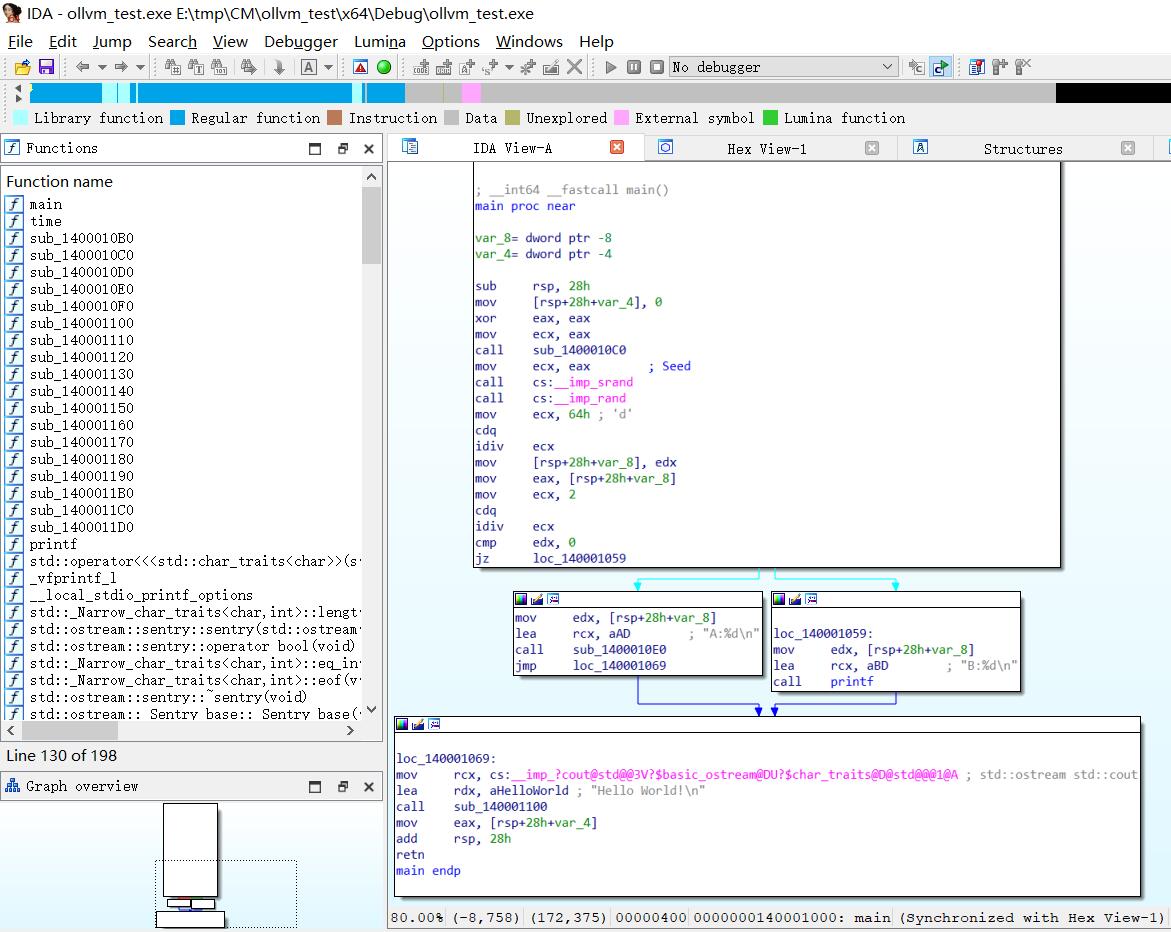 IDA - ollvm_test.exe E:\tmp\CM\ollvm_test\x64\Debug\ollvm_test.exe
File Edit Jump Search View Debugger Lumina Options Windows Help
No debugger
Library function Regular function Instruction Data Unexplored External symbol Lumina function
Functions
Function name
main
time
sub_1400010B0
sub_1400010C0
sub_1400010D0
sub_1400010E0
sub_1400010F0
sub_140001100
sub_140001110
sub_140001120
sub_140001130
sub_140001140
sub_140001150
sub_140001160
sub_140001170
sub_140001180
sub_140001190
sub_1400011B0
sub_1400011C0
sub_1400011D0
printf
std::operator<<<std::char_traits<char>>(s
_vfprintf_l
__local_stdio_printf_options
std::_Narrow_char_traits<char,int>::lengt
std::ostream::sentry::sentry(std::ostream
std::ostream::sentry::operator bool(void)
std::_Narrow_char_traits<char,int>::eq_in
std::_Narrow_char_traits<char,int>::eof(v
std::ostream::sentry::~sentry(void)
std::ostream::_Sentry_base::_Sentry_base(
Line 130 of 198
Graph overview
IDA View-A Hex View-1 Structures
; __int64 __fastcall main()
main proc near
var_8= dword ptr -8
var_4= dword ptr -4
sub rsp, 28h
mov [rsp+28h+var_4], 0
xor eax, eax
mov ecx, eax
call sub_1400010C0
mov ecx, eax ; Seed
call cs:__imp_srand
call cs:__imp_rand
mov ecx, 64h ; 'd'
cdq
idiv ecx
mov [rsp+28h+var_8], edx
mov eax, [rsp+28h+var_8]
mov ecx, 2
cdq
idiv ecx
cmp edx, 0
jz loc_140001059
mov edx, [rsp+28h+var_8]
lea rcx, aAD ; "A:%d\n"
call sub_1400010E0
jmp loc_140001069
loc_140001059:
mov edx, [rsp+28h+var_8]
lea rcx, aBD ; "B:%d\n"
call printf
loc_140001069:
mov rcx, cs:__imp_?cout@std@@3V?$basic_ostream@DU?$char_traits@D@std@@@1@A ; std::ostream std::cout
lea rdx, aHelloWorld ; "Hello World!\n"
call sub_140001100
mov eax, [rsp+28h+var_4]
add rsp, 28h
retn
main endp
80.00% (-8,758) (172,375) 00000400 0000000140001000: main (Synchronized with Hex View-1)